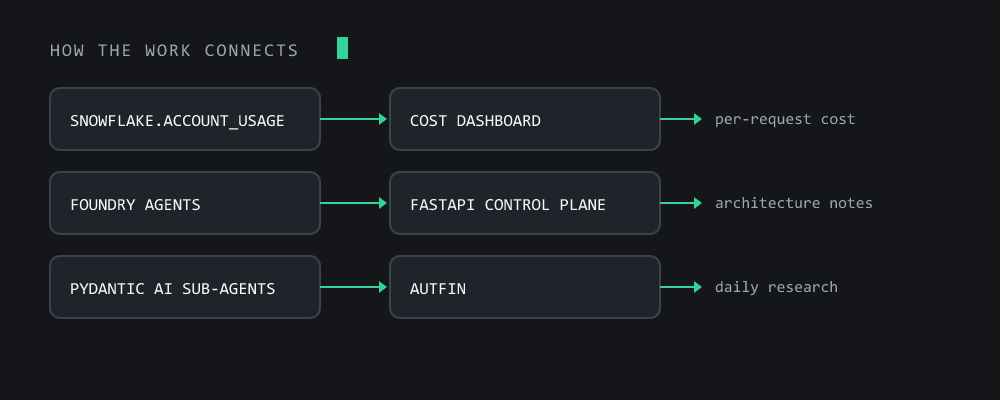 HOW THE WORK CONNECTS
SNOWFLAKE.ACCOUNT_USAGE
COST DASHBOARD
per-request cost
FOUNDRY AGENTS
FASTAPI CONTROL PLANE
architecture notes
PYDANTIC AI SUB-AGENTS
AUTFIN
daily research